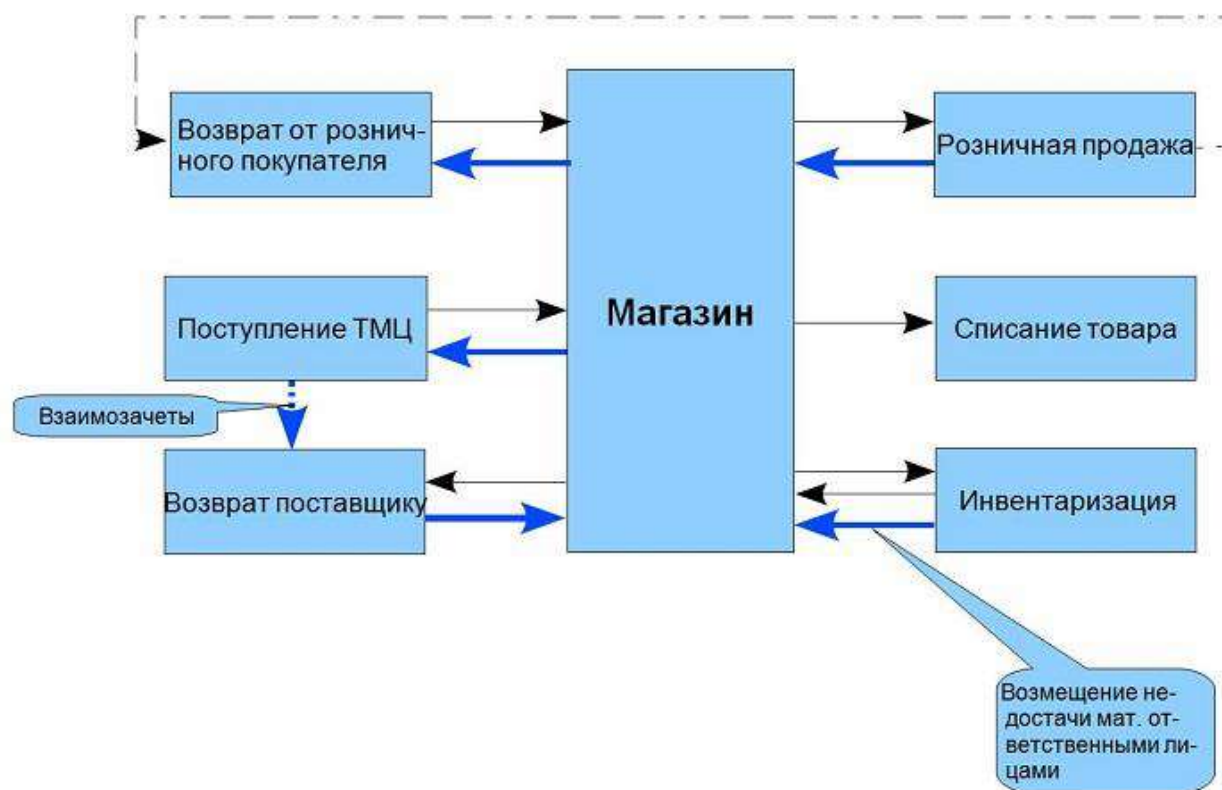 Возврат от рознич-
ного покупателя
Розничная продажа
Магазин
Поступление ТМЦ
Списание товара
Взаимозачеты
Возврат поставщику
Инвентаризация
Возмещение не-
достачи мат. от-
ветственными ли-
цами